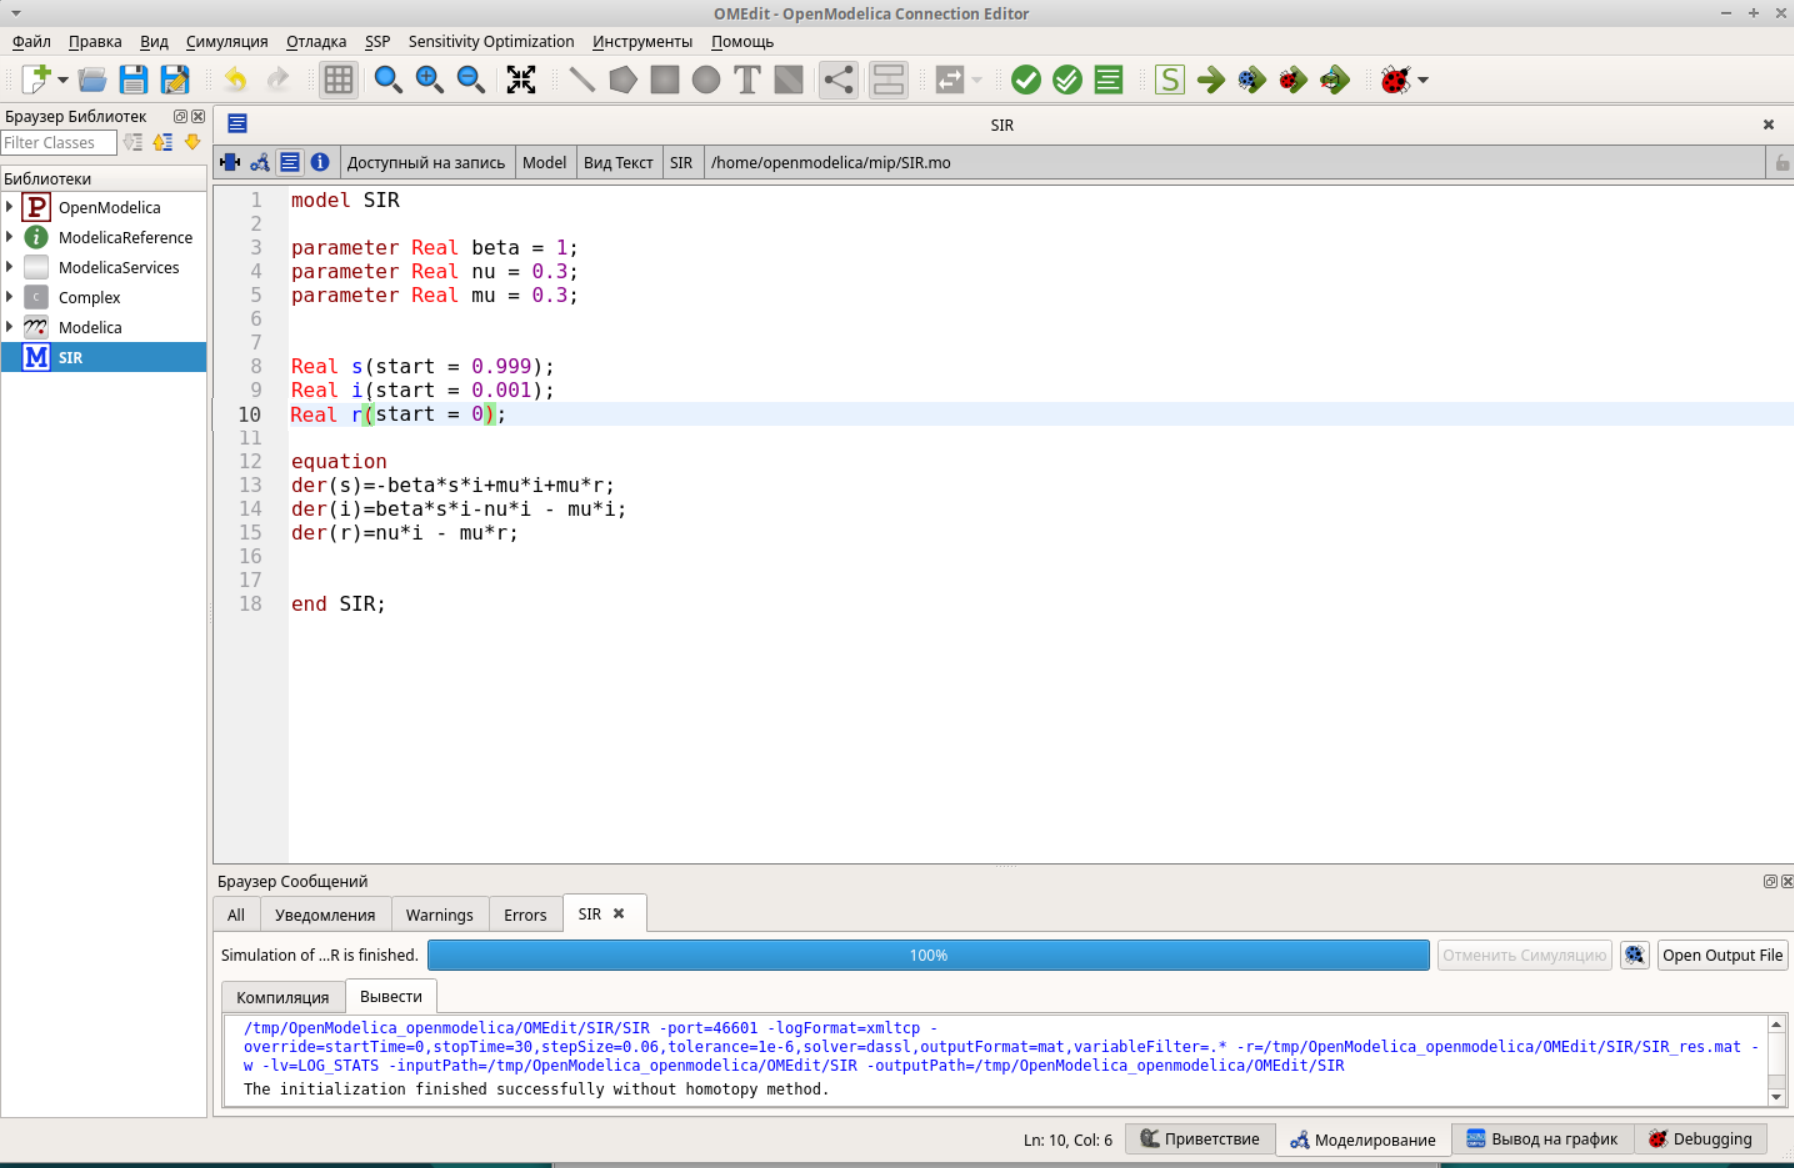 OMEdit - OpenModelica Connection Editor
Файл Правка Вид Симуляция Отладка SSP Sensitivity Optimization Инструменты Помощь
T S
Браузер Библиотек
Filter Classes
Библиотеки
P OpenModelica
i ModelicaReference
ModelicaServices
C Complex
Modelica
M SIR
SIR
Доступный на запись Model Вид Текст SIR /home/openmodelica/mip/SIR.mo
1 model SIR
2
3 parameter Real beta = 1;
4 parameter Real nu = 0.3;
5 parameter Real mu = 0.3;
6
7
8 Real s(start = 0.999);
9 Real i(start = 0.001);
10 Real r(start = 0);
11
12 equation
13 der(s)=-beta*s*i+mu*i+mu*r;
14 der(i)=beta*s*i-nu*i - mu*i;
15 der(r)=nu*i - mu*r;
16
17
18 end SIR;
Браузер Сообщений
All Уведомления Warnings Errors SIR
Simulation of ...R is finished. 100% Отменить Симуляцию Open Output File
Компиляция Вывести
/tmp/OpenModelica_openmodelica/OMEdit/SIR/SIR -port=46601 -logFormat=xmltcp -
override=startTime=0,stopTime=30,stepSize=0.06,tolerance=1e-6,solver=dassl,outputFormat=mat,variableFilter=.* -r=/tmp/OpenModelica_openmodelica/OMEdit/SIR/SIR_res.mat -
w -lv=LOG_STATS -inputPath=/tmp/OpenModelica_openmodelica/OMEdit/SIR -outputPath=/tmp/OpenModelica_openmodelica/OMEdit/SIR
The initialization finished successfully without homotopy method.
Ln: 10, Col: 6 Приветствие Моделирование Вывод на график Debugging